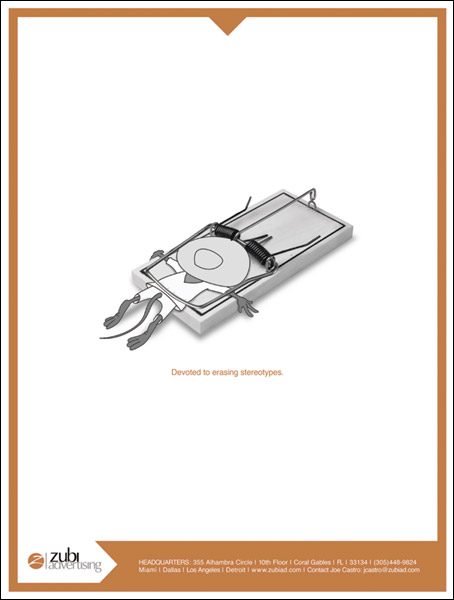 Devoted to erasing stereotypes.
zubi
advertising
HEADQUARTERS: 355 Alhambra Circle I 10th Floor I Coral Gables I FL I 33134 I (305)448-9824
Miami I Dallas I Los Angeles I Detroit I www.zubiad.com I Contact Joe Castro: jcastro@zubiad.com